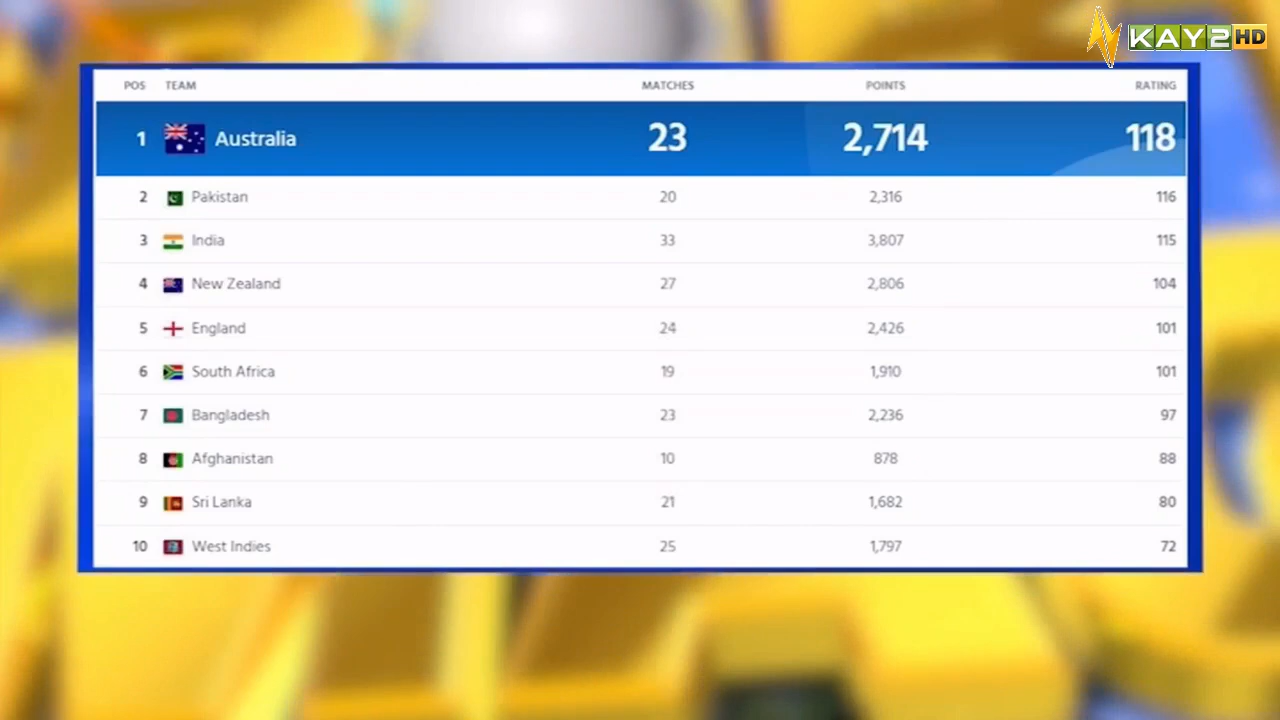 KAY2 HD
POS TEAM MATCHES POINTS RATING
1 Australia 23 2,714 118
2 Pakistan 20 2,316 116
3 India 33 3,807 115
4 New Zealand 27 2,806 104
5 England 24 2,426 101
6 South Africa 19 1,910 101
7 Bangladesh 23 2,236 97
8 Afghanistan 10 878 88
9 Sri Lanka 21 1,682 80
10 West Indies 25 1,797 72